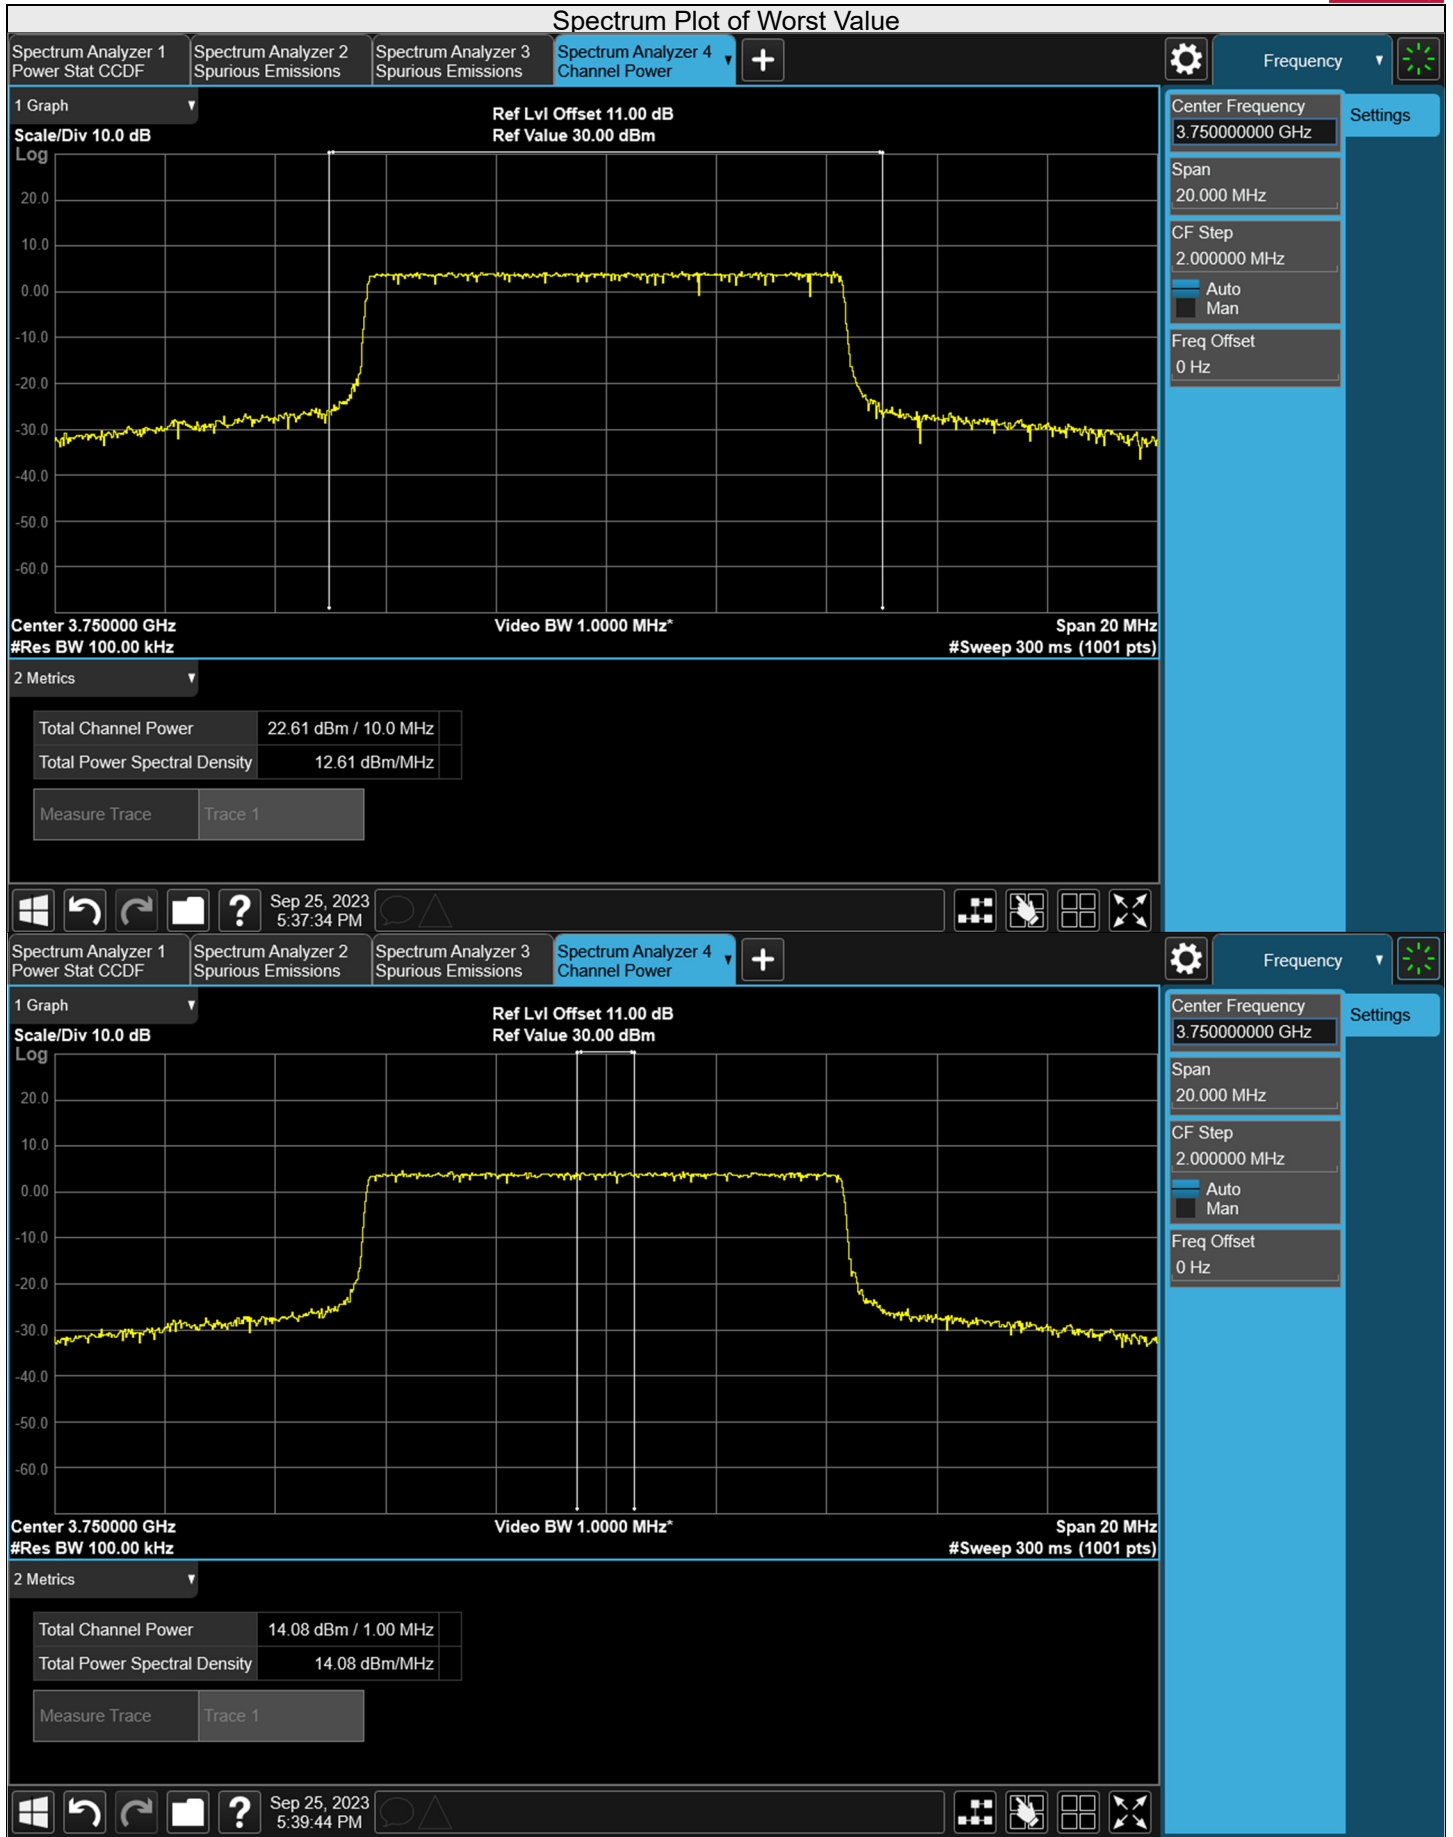 Spectrum Plot of Worst Value
Spectrum Analyzer 1
Power Stat CCDF
Spectrum Analyzer 2
Spurious Emissions
Spectrum Analyzer 3
Spurious Emissions
Spectrum Analyzer 4
Channel Power
Frequency
1 Graph
Scale/Div 10.0 dB
Ref Lvl Offset 11.00 dB
Ref Value 30.00 dBm
Log
20.0
10.0
0.00
-10.0
-20.0
-30.0
-40.0
-50.0
-60.0
Center 3.750000 GHz
#Res BW 100.00 kHz
Video BW 1.0000 MHz*
Span 20 MHz
#Sweep 300 ms (1001 pts)
Center Frequency
3.750000000 GHz
Settings
Span
20.000 MHz
CF Step
2.000000 MHz
Auto
Man
Freq Offset
0 Hz
2 Metrics
Total Channel Power 22.61 dBm / 10.0 MHz
Total Power Spectral Density 12.61 dBm/MHz
Measure Trace Trace 1
Sep 25, 2023
5:37:34 PM
Spectrum Analyzer 1
Power Stat CCDF
Spectrum Analyzer 2
Spurious Emissions
Spectrum Analyzer 3
Spurious Emissions
Spectrum Analyzer 4
Channel Power
Frequency
1 Graph
Scale/Div 10.0 dB
Ref Lvl Offset 11.00 dB
Ref Value 30.00 dBm
Log
20.0
10.0
0.00
-10.0
-20.0
-30.0
-40.0
-50.0
-60.0
Center 3.750000 GHz
#Res BW 100.00 kHz
Video BW 1.0000 MHz*
Span 20 MHz
#Sweep 300 ms (1001 pts)
Center Frequency
3.750000000 GHz
Settings
Span
20.000 MHz
CF Step
2.000000 MHz
Auto
Man
Freq Offset
0 Hz
2 Metrics
Total Channel Power 14.08 dBm / 1.00 MHz
Total Power Spectral Density 14.08 dBm/MHz
Measure Trace Trace 1
Sep 25, 2023
5:39:44 PM